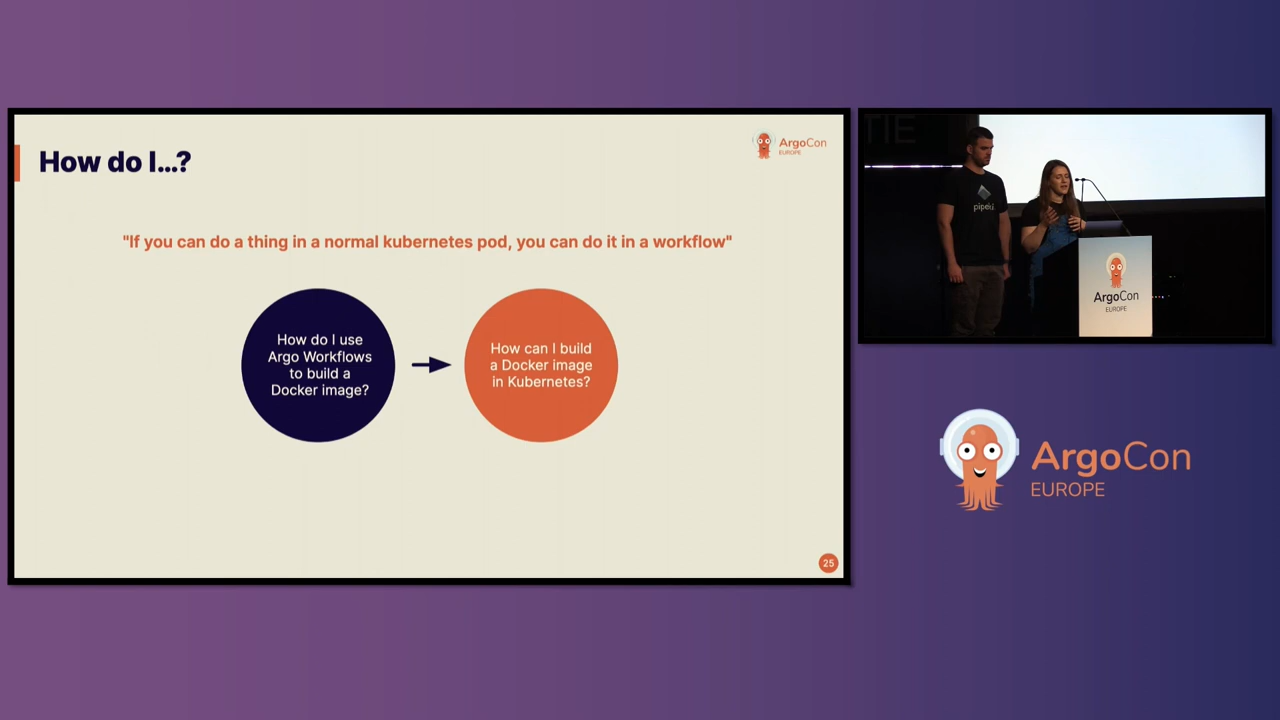 How do I...?
ArgoCon
EUROPE
"If you can do a thing in a normal kubernetes pod, you can do it in a workflow"
How do I use
Argo Workflows
to build a
Docker image?
How can I build
a Docker image
in Kubernetes?
25
TIE
ArgoCon
EUROPE
ArgoCon
EUROPE